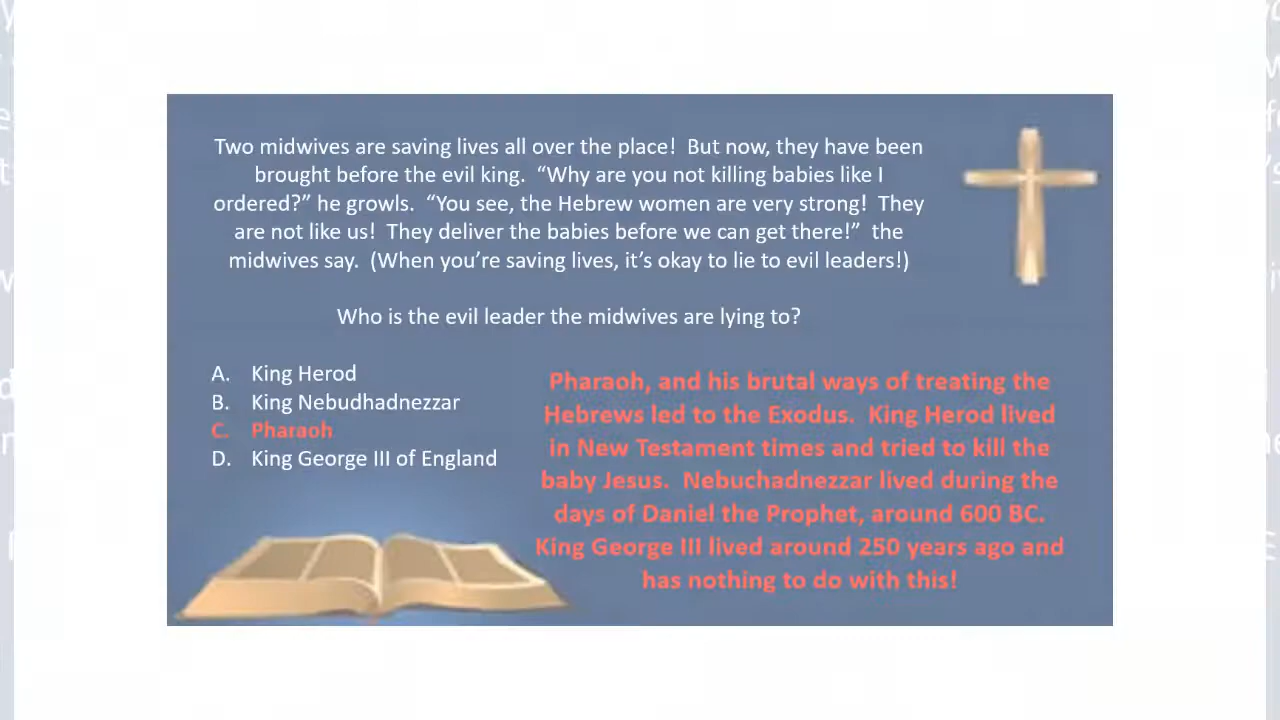 Two midwives are saving lives all over the place! But now, they have been
brought before the evil king. “Why are you not killing babies like I
ordered?” he growls. “You see, the Hebrew women are very strong! They
are not like us! They deliver the babies before we can get there!” the
midwives say. (When you’re saving lives, it’s okay to lie to evil leaders!)
Who is the evil leader the midwives are lying to?
A. King Herod
B. King Nebudhadnezzar
C. Pharaoh
D. King George III of England
Pharaoh, and his brutal ways of treating the
Hebrews led to the Exodus. King Herod lived
in New Testament times and tried to kill the
baby Jesus. Nebuchadnezzar lived during the
days of Daniel the Prophet, around 600 BC.
King George III lived around 250 years ago and
has nothing to do with this!